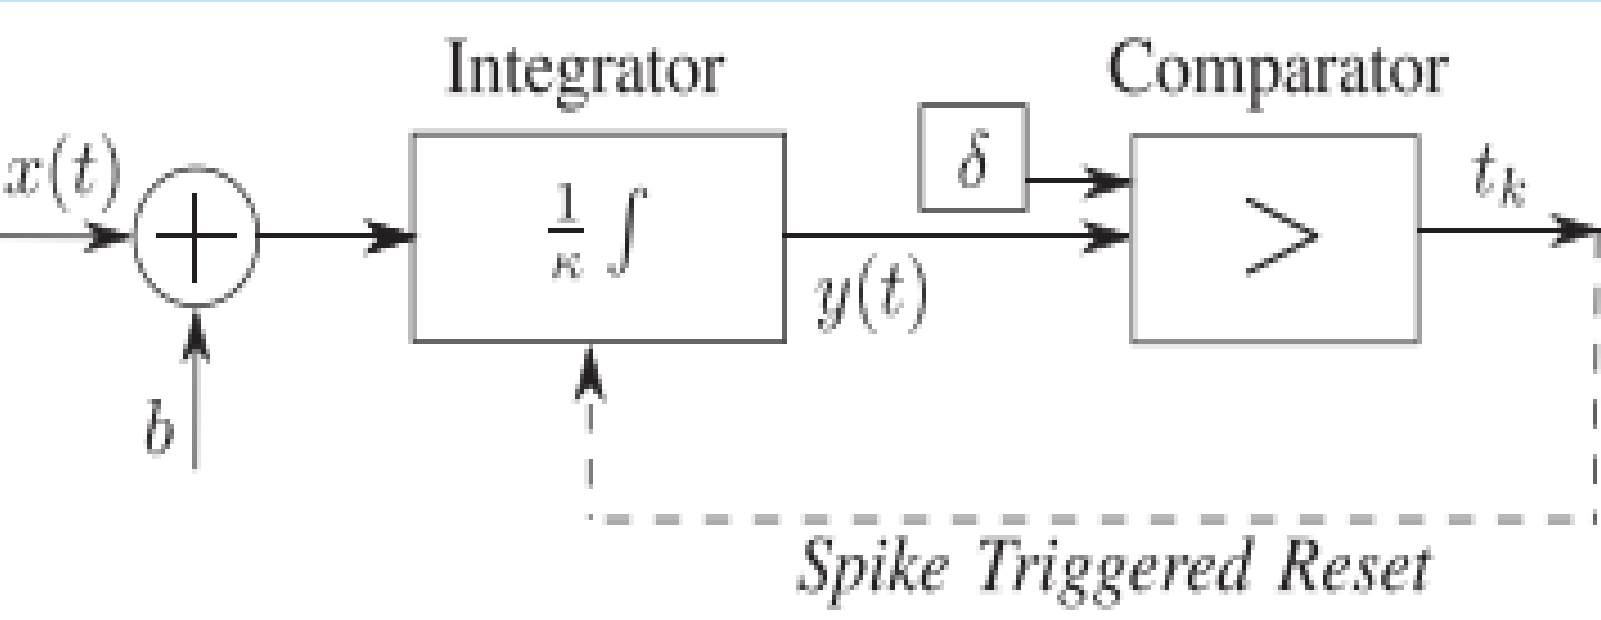 Integrator
Comparator
x(t)
δ
t_k
1/κ ∫
>
y(t)
b
Spike Triggered Reset